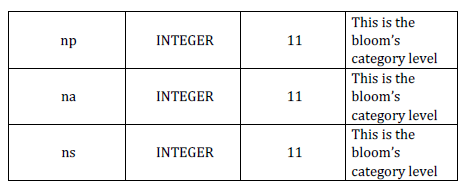 np INTEGER 11 This is the
bloom's
category level
na INTEGER 11 This is the
bloom's
category level
ns INTEGER 11 This is the
bloom's
category level